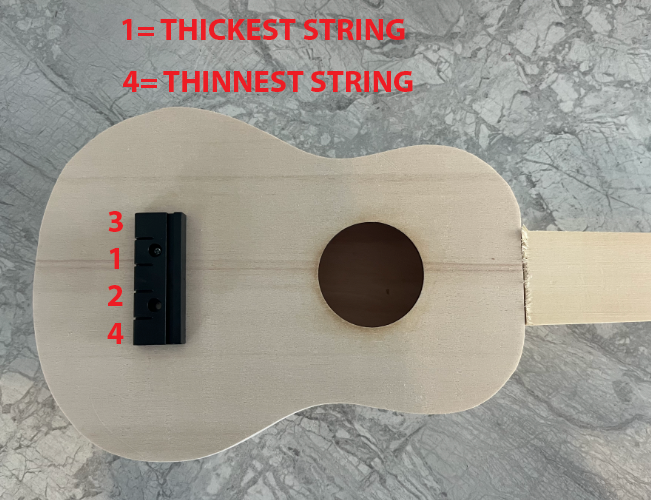 1= THICKEST STRING
4= THINNEST STRING
3
1
2
4